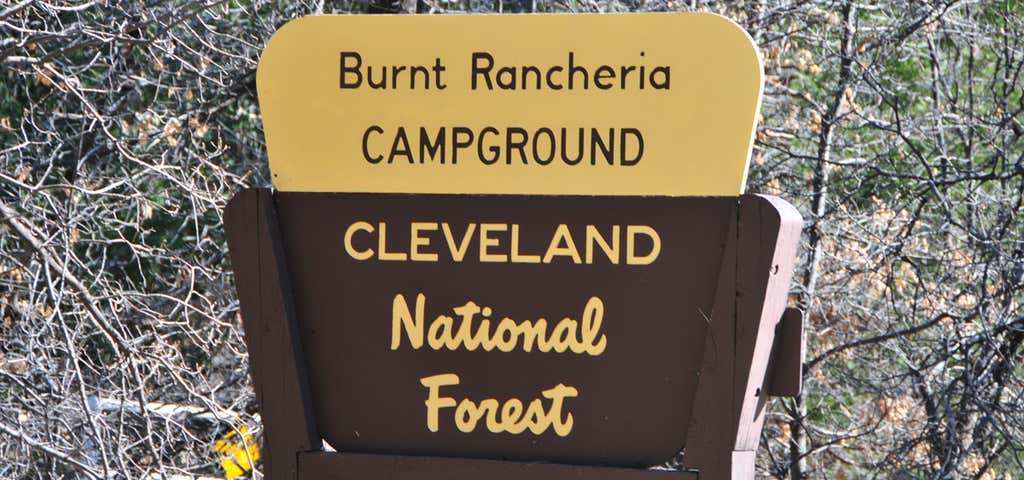 Burnt Rancheria
CAMPGROUND
CLEVELAND
National
Forest